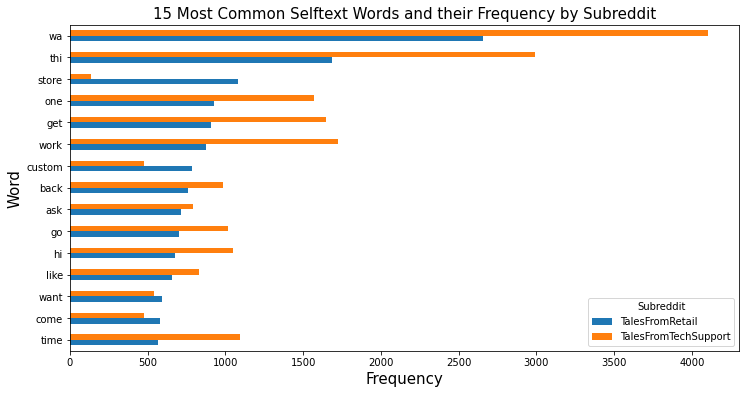 15 Most Common Selftext Words and their Frequency by Subreddit
Word
wa
thi
store
one
get
work
custom
back
ask
go
hi
like
want
come
time
Subreddit
TalesFromRetail
TalesFromTechSupport
0 500 1000 1500 2000 2500 3000 3500 4000
Frequency